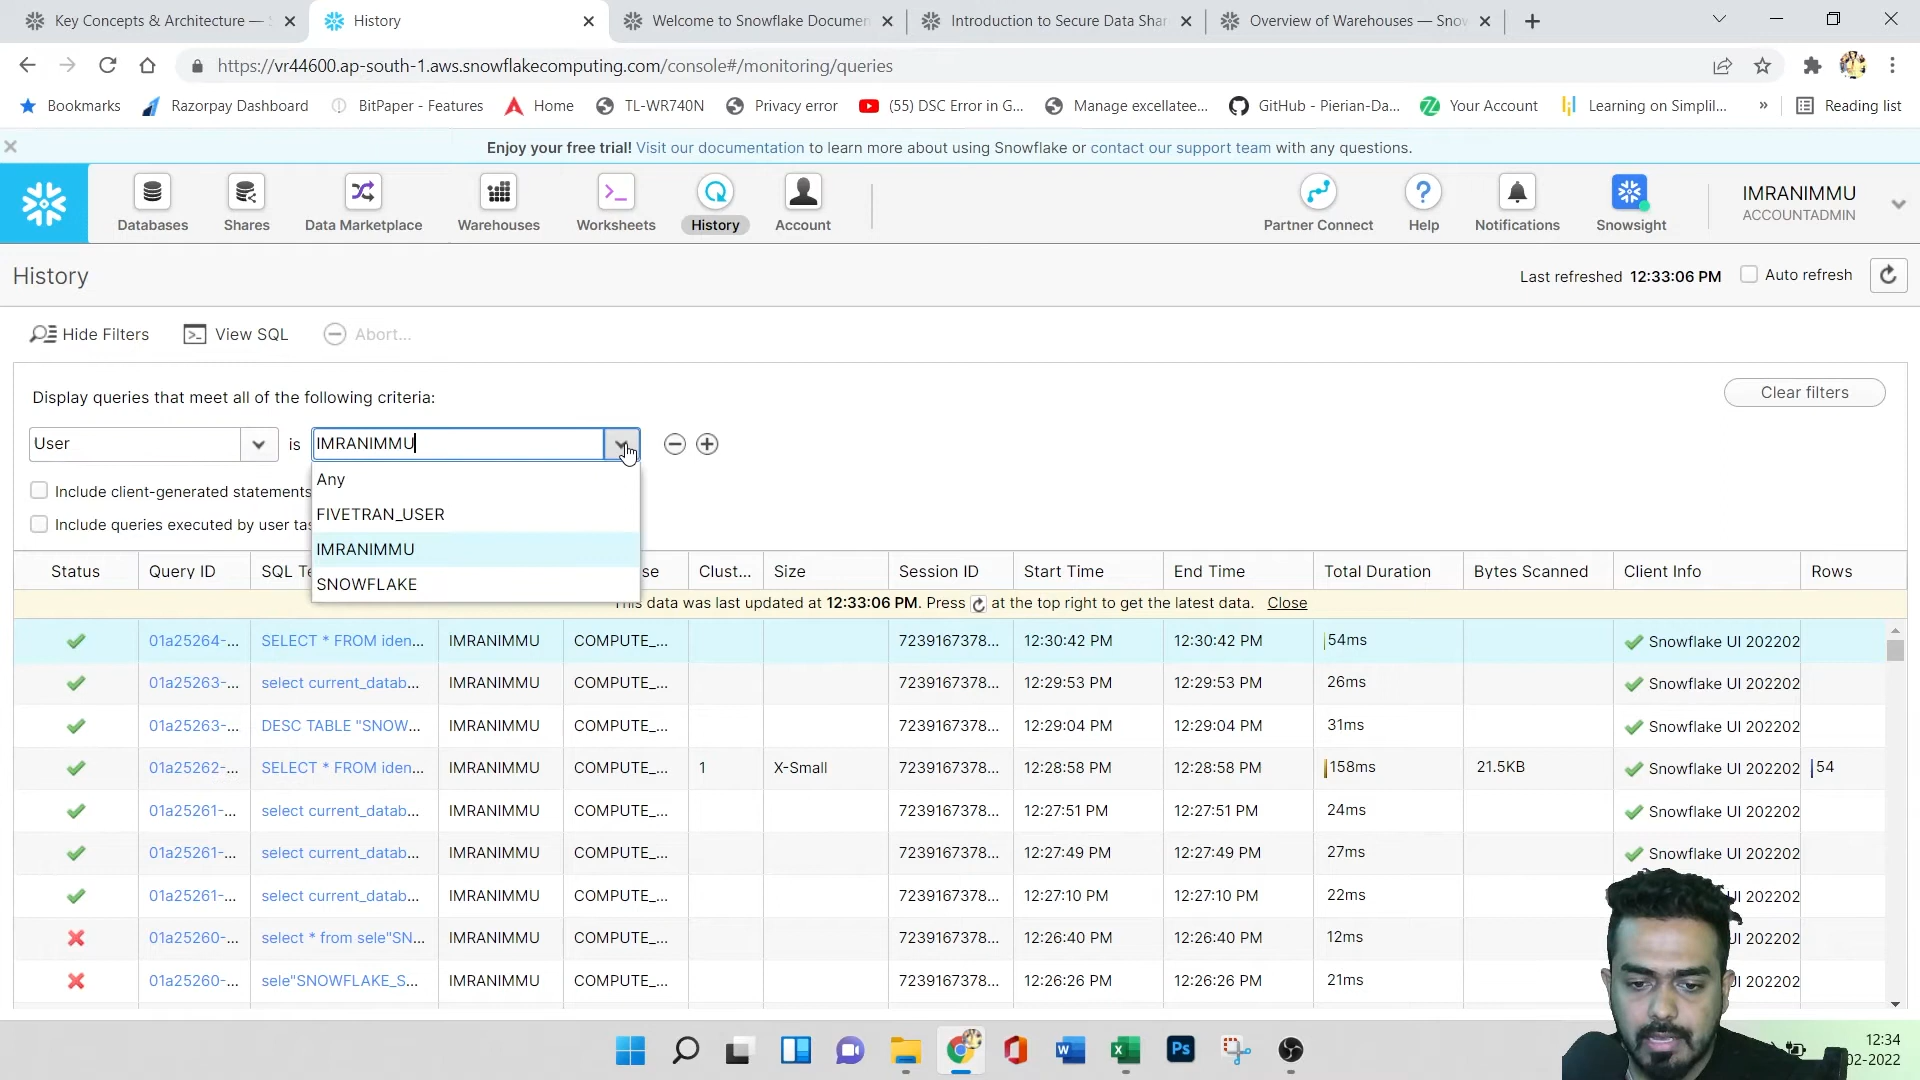 Key Concepts & Architecture —
History
Welcome to Snowflake Documen
Introduction to Secure Data Shar
Overview of Warehouses — Snow
https://vr44600.ap-south-1.aws.snowflakecomputing.com/console#/monitoring/queries
Bookmarks
Razorpay Dashboard
BitPaper - Features
Home
TL-WR740N
Privacy error
(55) DSC Error in G...
Manage excellatee...
GitHub - Pierian-Da...
Your Account
Learning on Simplil...
»
Reading list
Enjoy your free trial! Visit our documentation to learn more about using Snowflake or contact our support team with any questions.
Databases
Shares
Data Marketplace
Warehouses
Worksheets
History
Account
Partner Connect
Help
Notifications
Snowsight
IMRANIMMU
ACCOUNTADMIN
History
Last refreshed 12:33:06 PM
Auto refresh
Hide Filters
View SQL
Abort...
Display queries that meet all of the following criteria:
Clear filters
User
is
IMRANIMMU
Any
FIVETRAN_USER
IMRANIMMU
SNOWFLAKE
Include client-generated statements
Include queries executed by user ta
Status Query ID SQL Te se Clust... Size Session ID Start Time End Time Total Duration Bytes Scanned Client Info Rows
This data was last updated at 12:33:06 PM. Press at the top right to get the latest data. Close
01a25264-... SELECT * FROM iden... IMRANIMMU COMPUTE_... 7239167378... 12:30:42 PM 12:30:42 PM 54ms Snowflake UI 202202
01a25263-... select current_datab... IMRANIMMU COMPUTE_... 7239167378... 12:29:53 PM 12:29:53 PM 26ms Snowflake UI 202202
01a25263-... DESC TABLE "SNOW... IMRANIMMU COMPUTE_... 7239167378... 12:29:04 PM 12:29:04 PM 31ms Snowflake UI 202202
01a25262-... SELECT * FROM iden... IMRANIMMU COMPUTE_... 1 X-Small 7239167378... 12:28:58 PM 12:28:58 PM 158ms 21.5KB Snowflake UI 202202 54
01a25261-... select current_datab... IMRANIMMU COMPUTE_... 7239167378... 12:27:51 PM 12:27:51 PM 24ms Snowflake UI 202202
01a25261-... select current_datab... IMRANIMMU COMPUTE_... 7239167378... 12:27:49 PM 12:27:49 PM 27ms Snowflake UI 202202
01a25261-... select current_datab... IMRANIMMU COMPUTE_... 7239167378... 12:27:10 PM 12:27:10 PM 22ms UI 202202
01a25260-... select * from sele"SN... IMRANIMMU COMPUTE_... 7239167378... 12:26:40 PM 12:26:40 PM 12ms UI 202202
01a25260-... sele"SNOWFLAKE_S... IMRANIMMU COMPUTE_... 7239167378... 12:26:26 PM 12:26:26 PM 21ms UI 202202
12:34
02-2022